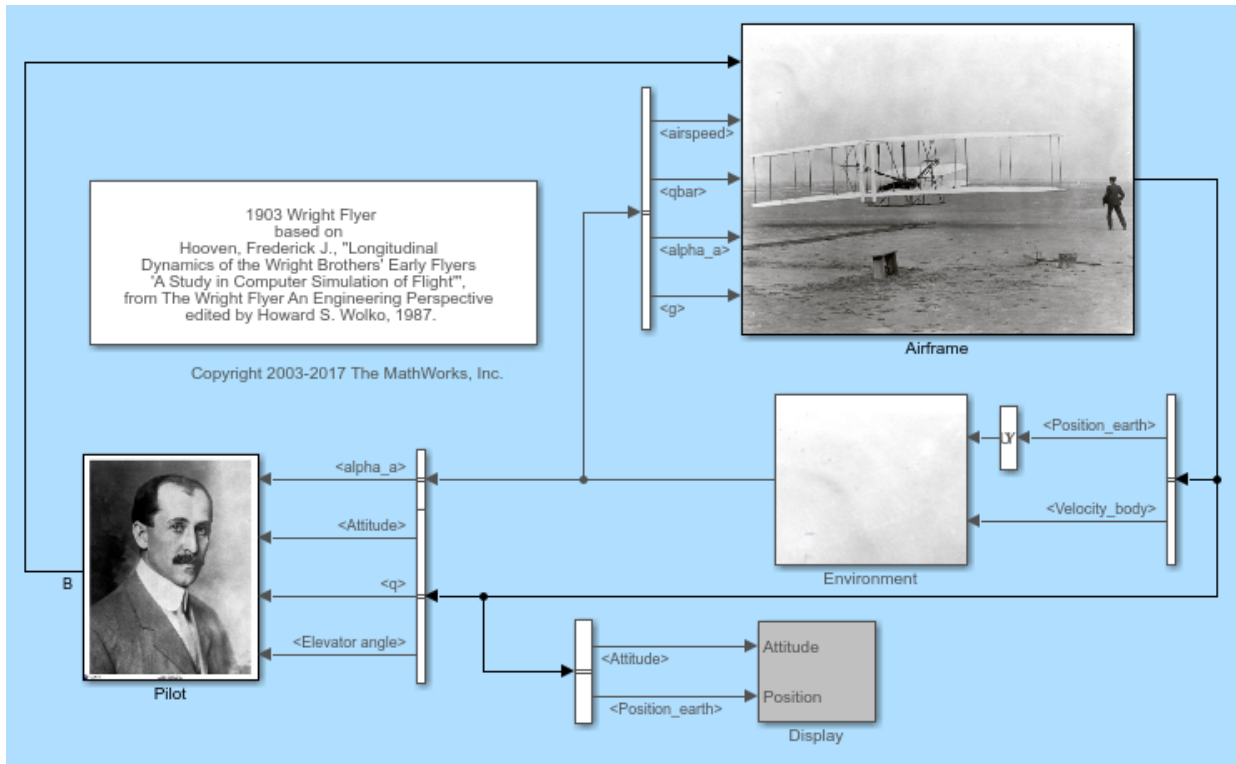 <airspeed>
<qbar>
<alpha_a>
<g>
Airframe
1903 Wright Flyer
based on
Hooven, Frederick J., "Longitudinal
Dynamics of the Wright Brothers' Early Flyers
'A Study in Computer Simulation of Flight'",
from The Wright Flyer An Engineering Perspective
edited by Howard S. Wolko, 1987.
Copyright 2003-2017 The MathWorks, Inc.
<Position_earth>
<Velocity_body>
Environment
<alpha_a>
<Attitude>
<q>
<Elevator angle>
B
Pilot
<Attitude>
<Position_earth>
Attitude
Position
Display